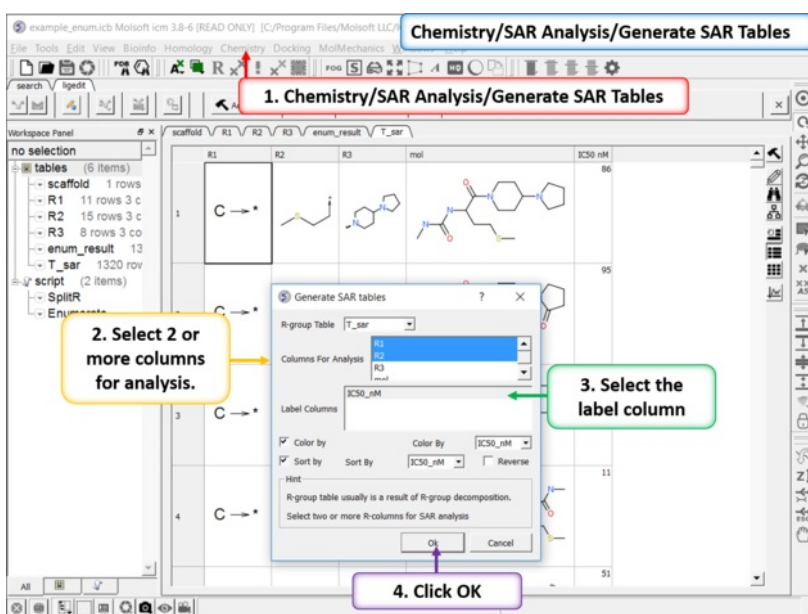 example_enum.icb Molsoft icm 3.8-6 [READ ONLY] [C:/Program Files/Molsoft LLC/
Chemistry/SAR Analysis/Generate SAR Tables
File Tools Edit View Bioinfo Homology Chemistry Docking MolMechanics
1. Chemistry/SAR Analysis/Generate SAR Tables
search ligedit
Workspace Panel
scaffold R1 R2 R3 enum_result T_sar
no selection
tables (6 items)
scaffold 1 rows
R1 11 rows 3 c
R2 15 rows 3 c
R3 8 rows 3 co
enum_result 13
T_sar 1320 rov
script (2 items)
SplitR
R1 R2 R3 mol IC50 nM
1 C → * 86
95
2. Select 2 or
more columns
for analysis.
Generate SAR tables
R-group Table T_sar
Columns For Analysis
R1
R2
R3
mol
Label Columns
IC50_nM
3. Select the
label column
Color by Color By IC50_nM
Sort by Sort By IC50_nM Reverse
Hint
R-group table usually is a result of R-group decomposition.
Select two or more R-columns for SAR analysis
Ok Cancel
3 C → *
4 C → * 11
4. Click OK
51
All